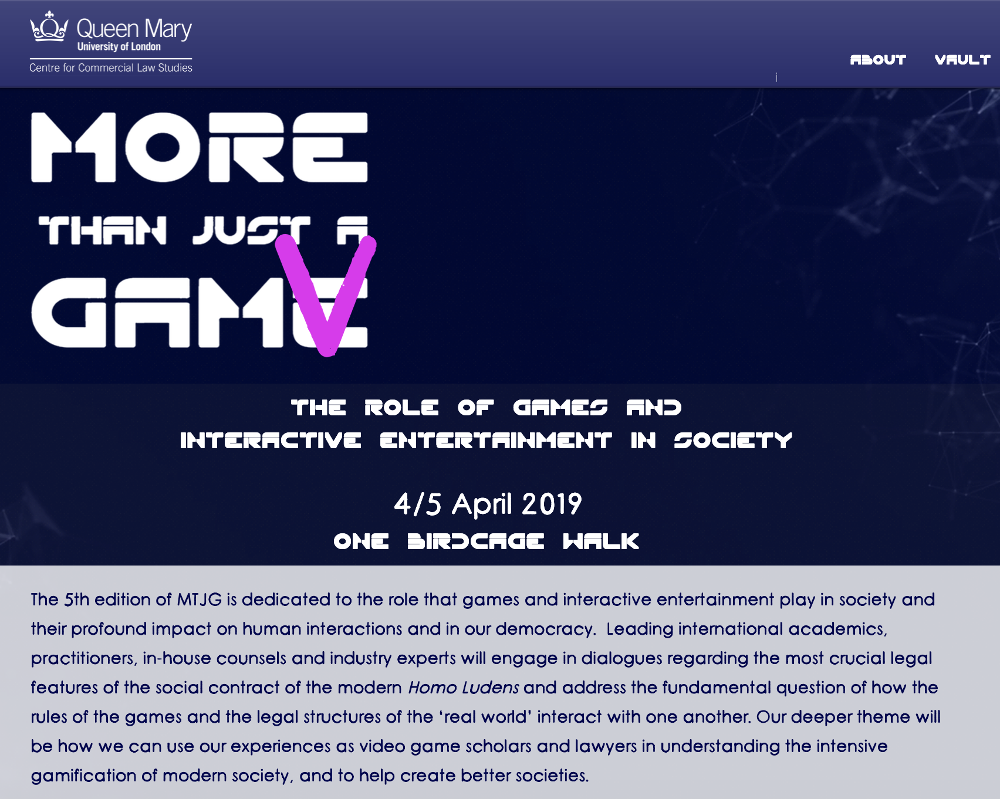 Queen Mary
University of London
Centre for Commercial Law Studies
ABOUT VAULT
MORE
THAN JUST A
GAME
V
THE ROLE OF GAMES AND
INTERACTIVE ENTERTAINMENT IN SOCIETY
4/5 April 2019
ONE BIRDCAGE WALK
The 5th edition of MTJG is dedicated to the role that games and interactive entertainment play in society and
their profound impact on human interactions and in our democracy.  Leading international academics,
practitioners, in-house counsels and industry experts will engage in dialogues regarding the most crucial legal
features of the social contract of the modern Homo Ludens and address the fundamental question of how the
rules of the games and the legal structures of the ‘real world’ interact with one another. Our deeper theme will
be how we can use our experiences as video game scholars and lawyers in understanding the intensive
gamification of modern society, and to help create better societies.